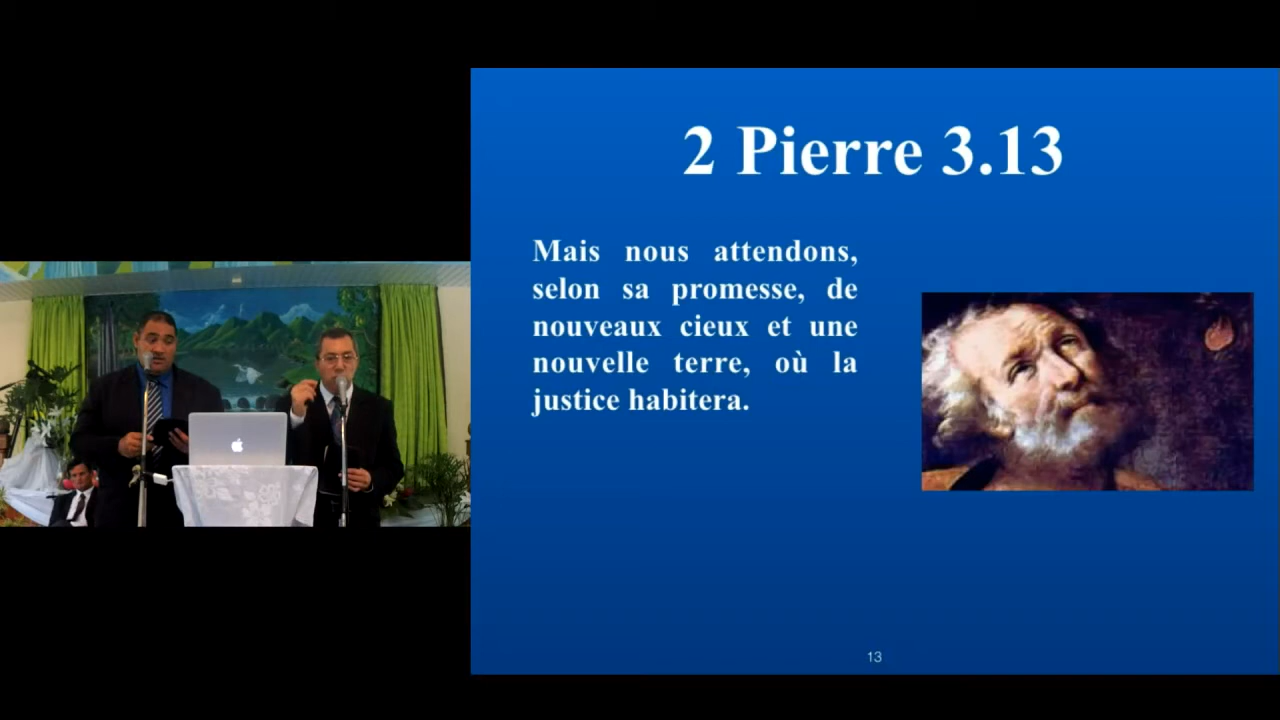 2 Pierre 3.13
Mais nous attendons,
selon sa promesse, de
nouveaux cieux et une
nouvelle terre, où la
justice habitera.
13